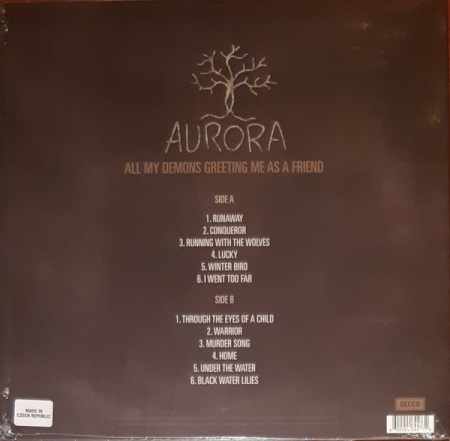 AURORA
ALL MY DEMONS GREETING ME AS A FRIEND
SIDE A
1. RUNAWAY
2. CONQUEROR
3. RUNNING WITH THE WOLVES
4. LUCKY
5. WINTER BIRD
6. I WENT TOO FAR
SIDE B
1. THROUGH THE EYES OF A CHILD
2. WARRIOR
3. MURDER SONG
4. HOME
5. UNDER THE WATER
6. BLACK WATER LILIES
MADE IN
CZECH REPUBLIC
DECCA